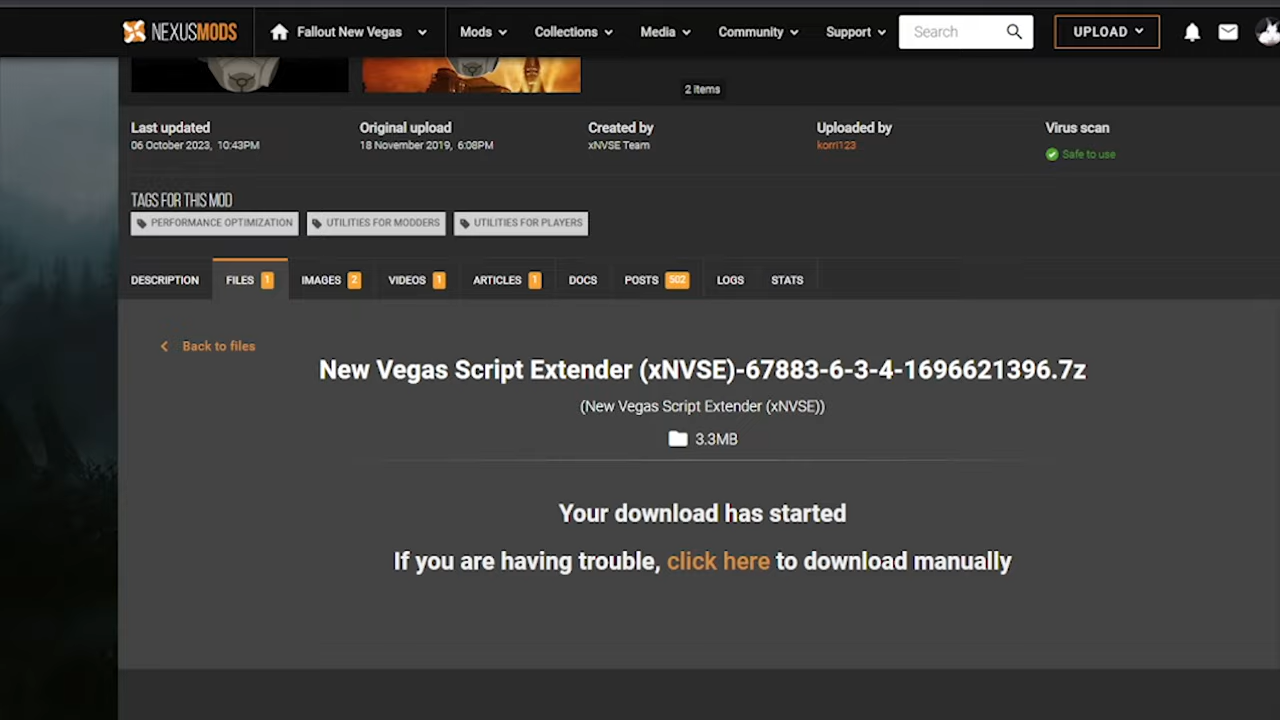 NEXUSMODS
Fallout New Vegas
Mods
Collections
Media
Community
Support
Search
UPLOAD
2 items
Last updated
06 October 2023, 10:43PM
Original upload
18 November 2019, 6:08PM
Created by
xNVSE Team
Uploaded by
korri123
Virus scan
Safe to use
TAGS FOR THIS MOD
PERFORMANCE OPTIMIZATION
UTILITIES FOR MODDERS
UTILITIES FOR PLAYERS
DESCRIPTION
FILES 1
IMAGES 2
VIDEOS 1
ARTICLES 1
DOCS
POSTS 502
LOGS
STATS
Back to files
New Vegas Script Extender (xNVSE)-67883-6-3-4-1696621396.7z
(New Vegas Script Extender (xNVSE))
3.3MB
Your download has started
If you are having trouble, click here to download manually